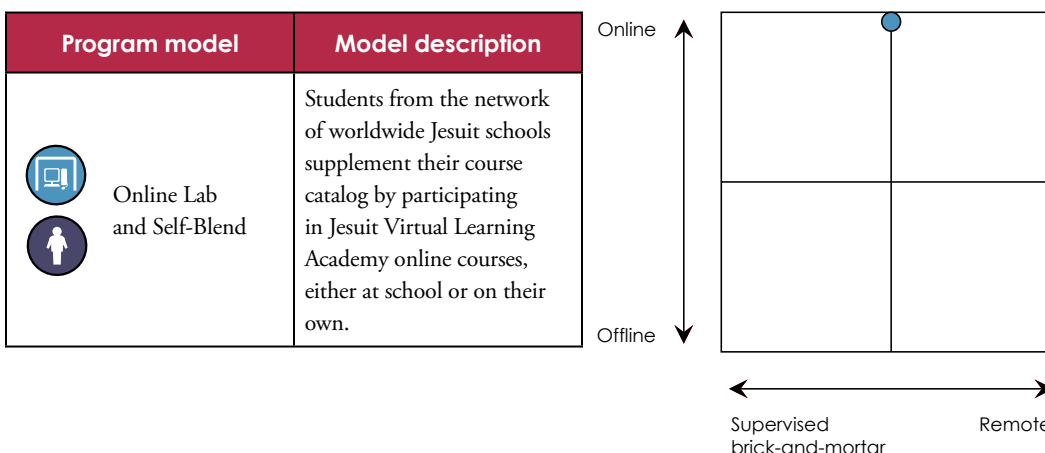 Program model
Model description
Online Lab
and Self-Blend
Students from the network
of worldwide Jesuit schools
supplement their course
catalog by participating
in Jesuit Virtual Learning
Academy online courses,
either at school or on their
own.
Online
Offline
Supervised
brick-and-mortar
Remote